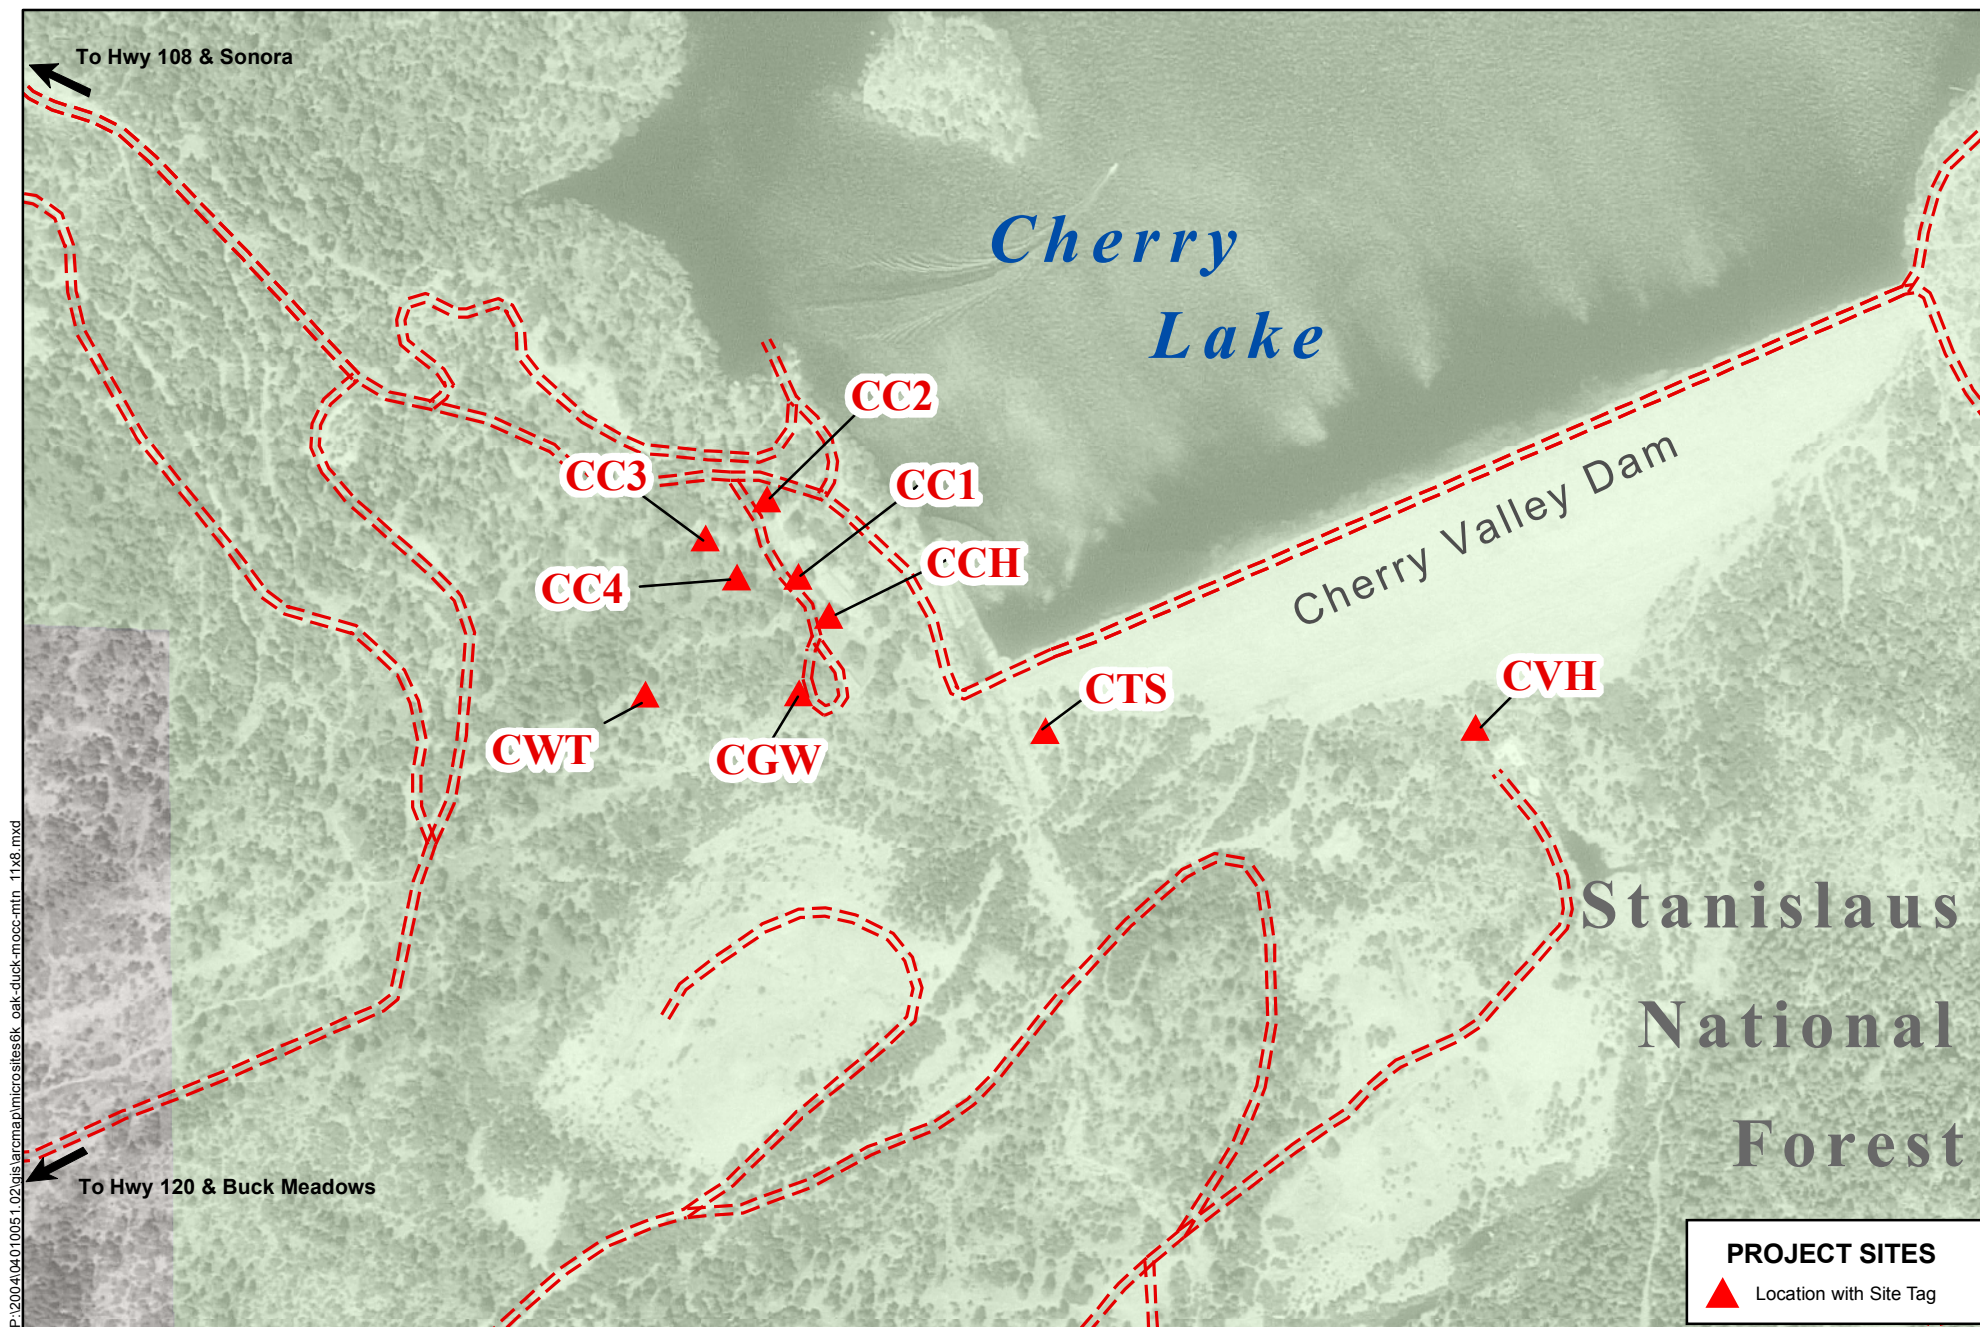 To Hwy 108 & Sonora
Cherry
Lake
CC2
CC3
CC1
CCH
CC4
Cherry Valley Dam
CTS
CVH
CWT
CGW
Stanislaus
National
Forest
To Hwy 120 & Buck Meadows
PROJECT SITES
Location with Site Tag
P:\2004\04010051.02\gis\arcmap\microsites6k_oak-duck-mocc-mtn_11x8.mxd